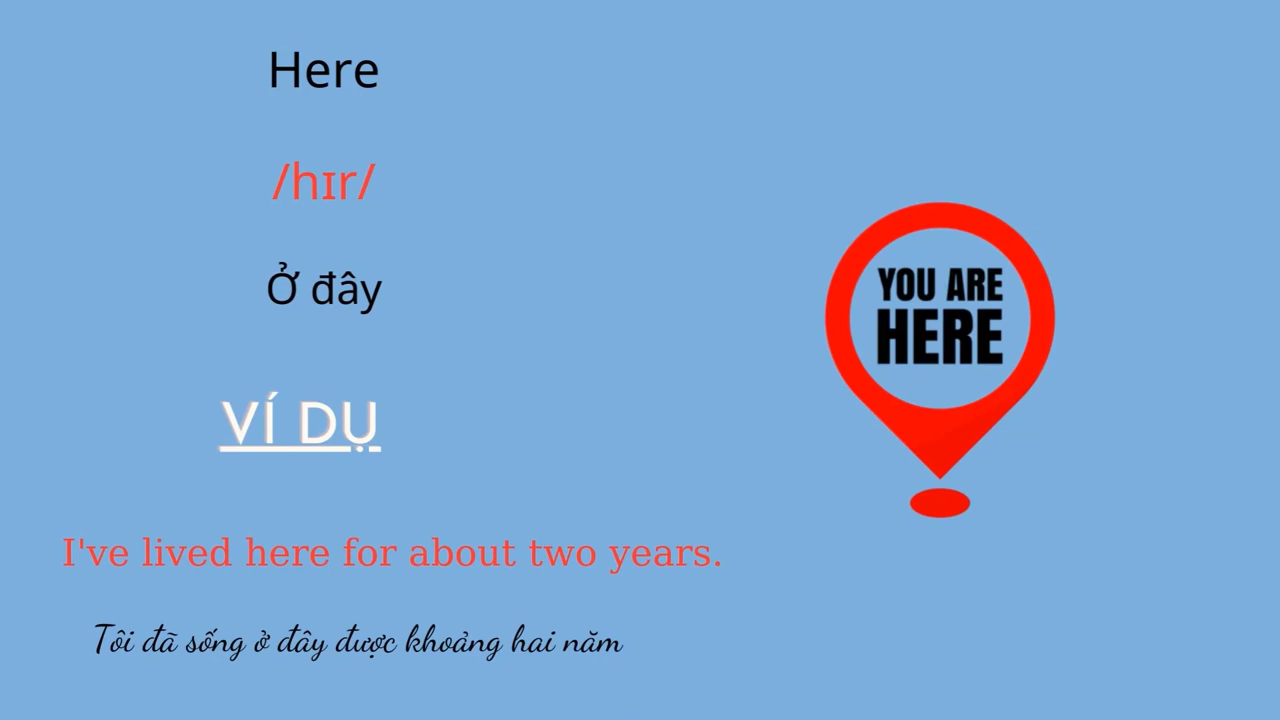 Here
/hɪr/
Ở đây
VÍ DỤ
I've lived here for about two years.
Tôi đã sống ở đây được khoảng hai năm
YOU ARE
HERE